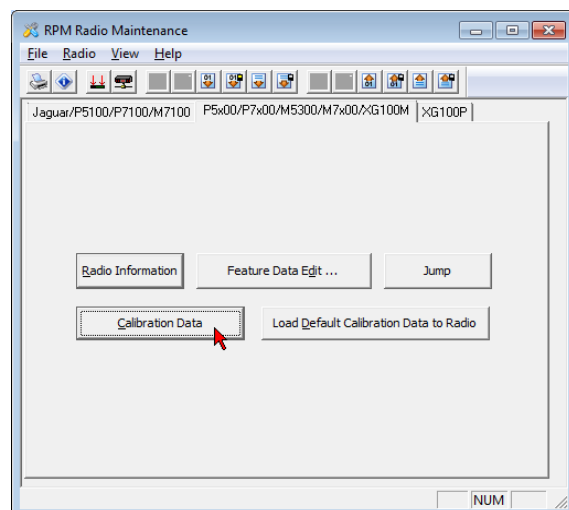 RPM Radio Maintenance
File Radio View Help
Jaguar/P5100/P7100/M7100 P5x00/P7x00/M5300/M7x00/XG100M XG100P
Radio Information Feature Data Edit ... Jump
Calibration Data Load Default Calibration Data to Radio
NUM